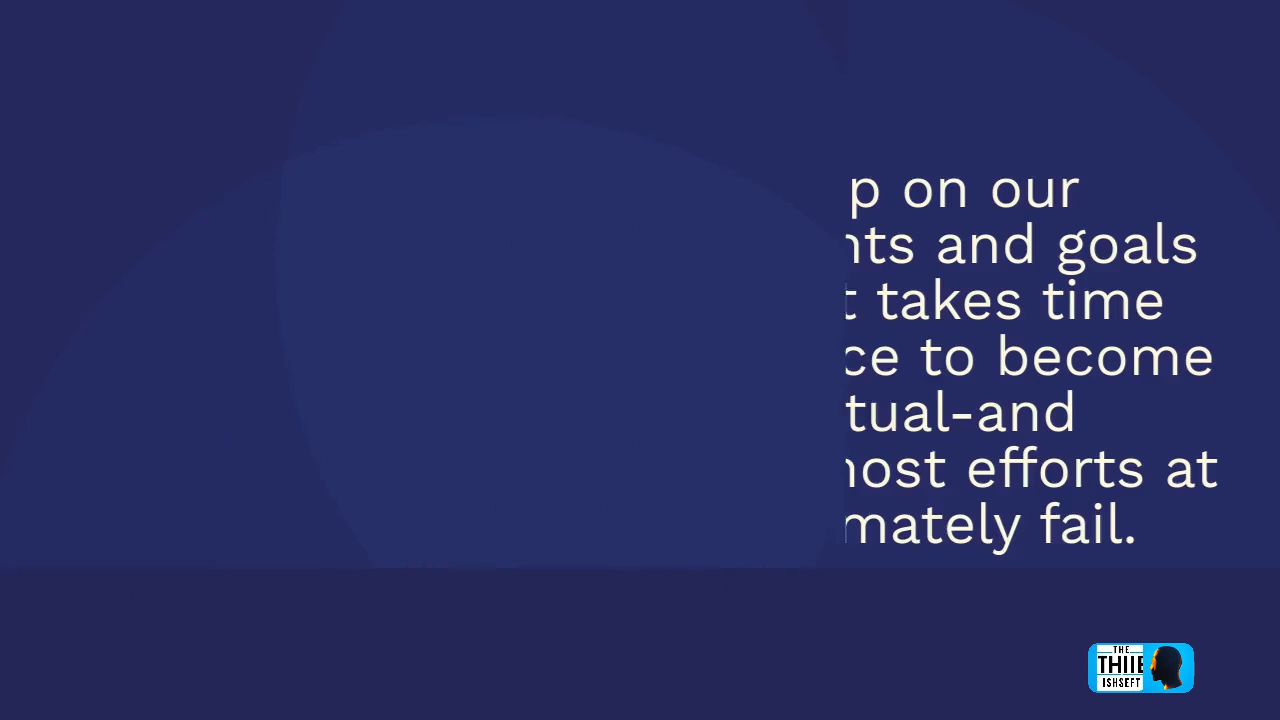 p on our
nts and goals
t takes time
ce to become
tual-and
nost efforts at
mately fail.
THE
THIIE
ISHSEFT